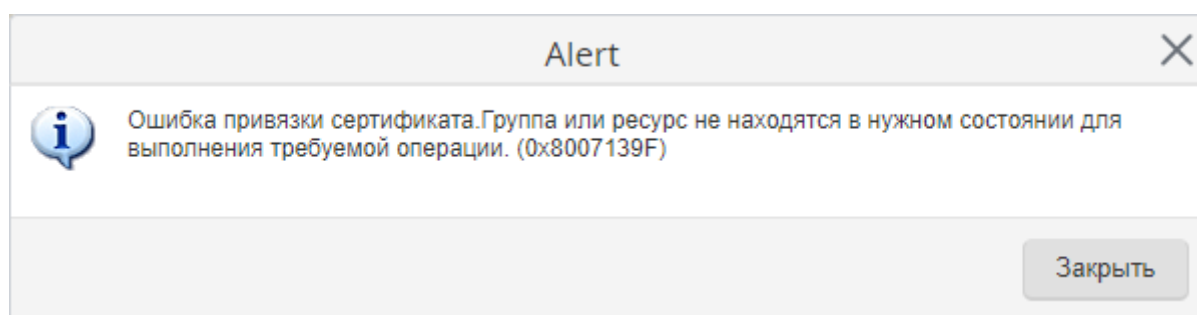 Alert
Ошибка привязки сертификата.Группа или ресурс не находятся в нужном состоянии для
выполнения требуемой операции. (0x8007139F)
Закрыть